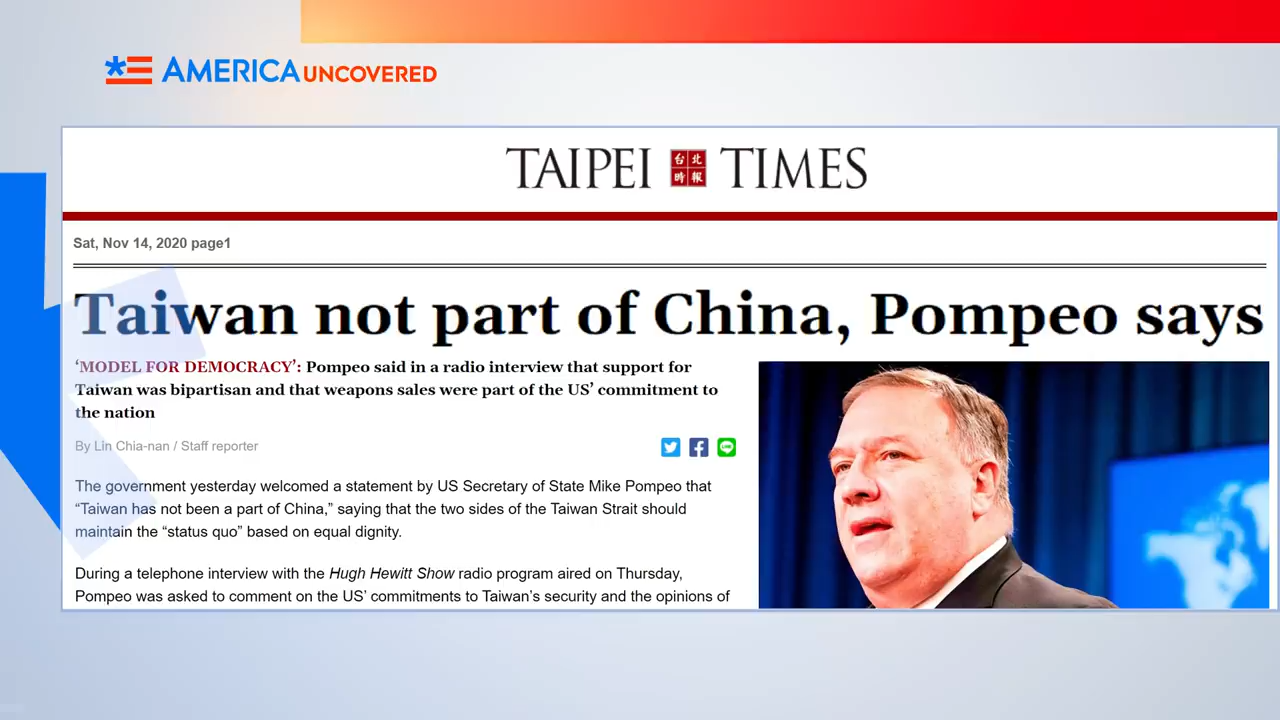 AMERICA UNCOVERED
TAIPEI 台北時報 TIMES
Sat, Nov 14, 2020 page1
Taiwan not part of China, Pompeo says
‘MODEL FOR DEMOCRACY’: Pompeo said in a radio interview that support for
Taiwan was bipartisan and that weapons sales were part of the US’ commitment to
the nation
By Lin Chia-nan / Staff reporter
LINE
The government yesterday welcomed a statement by US Secretary of State Mike Pompeo that
“Taiwan has not been a part of China,” saying that the two sides of the Taiwan Strait should
maintain the “status quo” based on equal dignity.
During a telephone interview with the Hugh Hewitt Show radio program aired on Thursday,
Pompeo was asked to comment on the US’ commitments to Taiwan’s security and the opinions of